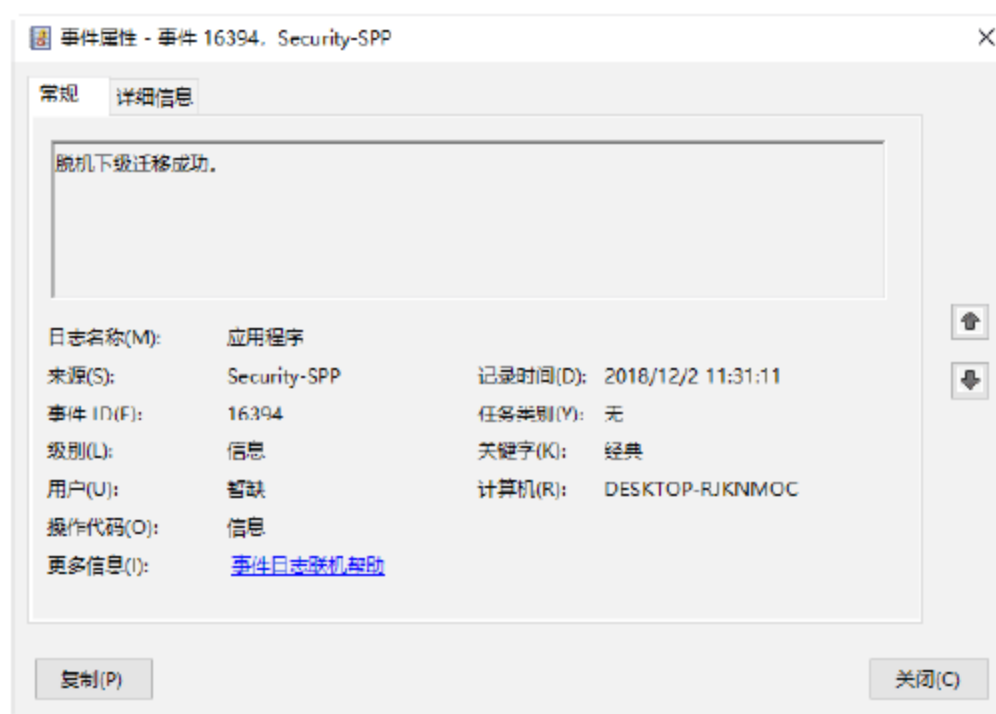 事件属性 - 事件 16394，Security-SPP
常规 详细信息
脱机下级迁移成功。
日志名称(M): 应用程序
来源(S): Security-SPP 记录时间(D): 2018/12/2 11:31:11
事件 ID(E): 16394 任务类别(Y): 无
级别(L): 信息 关键字(K): 经典
用户(U): 暂缺 计算机(R): DESKTOP-RJKNMOC
操作代码(O): 信息
更多信息(I): 事件日志联机帮助
复制(P) 关闭(C)